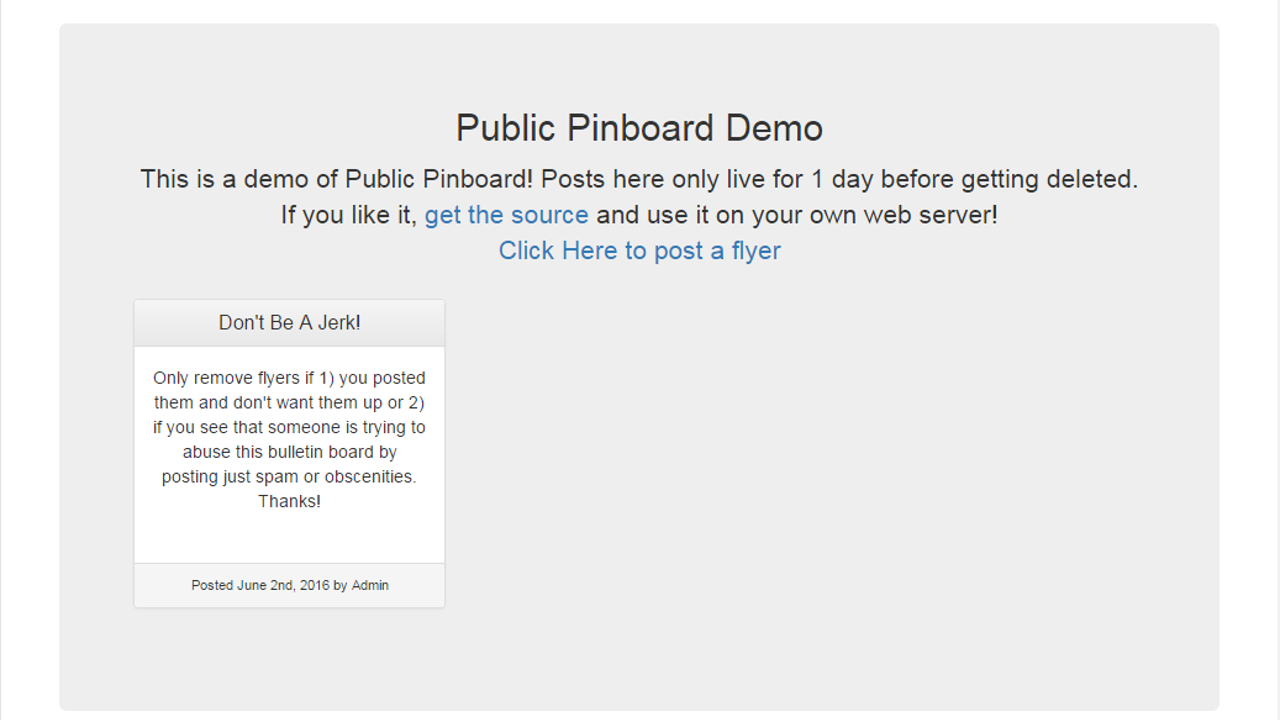 Public Pinboard Demo
This is a demo of Public Pinboard! Posts here only live for 1 day before getting deleted.
If you like it, get the source and use it on your own web server!
Click Here to post a flyer
Don't Be A Jerk!
Only remove flyers if 1) you posted
them and don't want them up or 2)
if you see that someone is trying to
abuse this bulletin board by
posting just spam or obscenities.
Thanks!
Posted June 2nd, 2016 by Admin